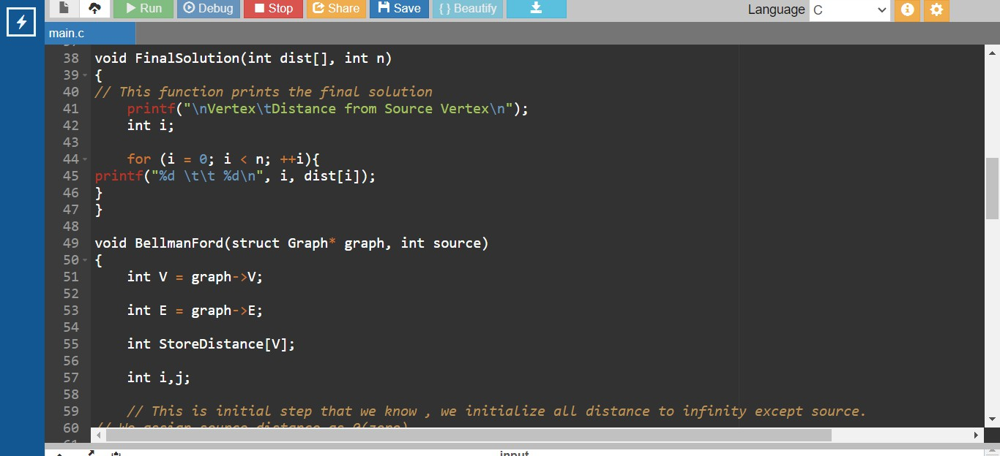 Run Debug Stop Share Save {} Beautify Language C
main.c
38 void FinalSolution(int dist[], int n)
39 {
40 // This function prints the final solution
41 printf("\nVertex\tDistance from Source Vertex\n");
42 int i;
43
44 for (i = 0; i < n; ++i){
45 printf("%d \t\t %d\n", i, dist[i]);
46 }
47 }
48
49 void BellmanFord(struct Graph* graph, int source)
50 {
51 int V = graph->V;
52
53 int E = graph->E;
54
55 int StoreDistance[V];
56
57 int i,j;
58
59 // This is initial step that we know , we initialize all distance to infinity except source.
60 // We assign source distance as 0(zero)
61
input